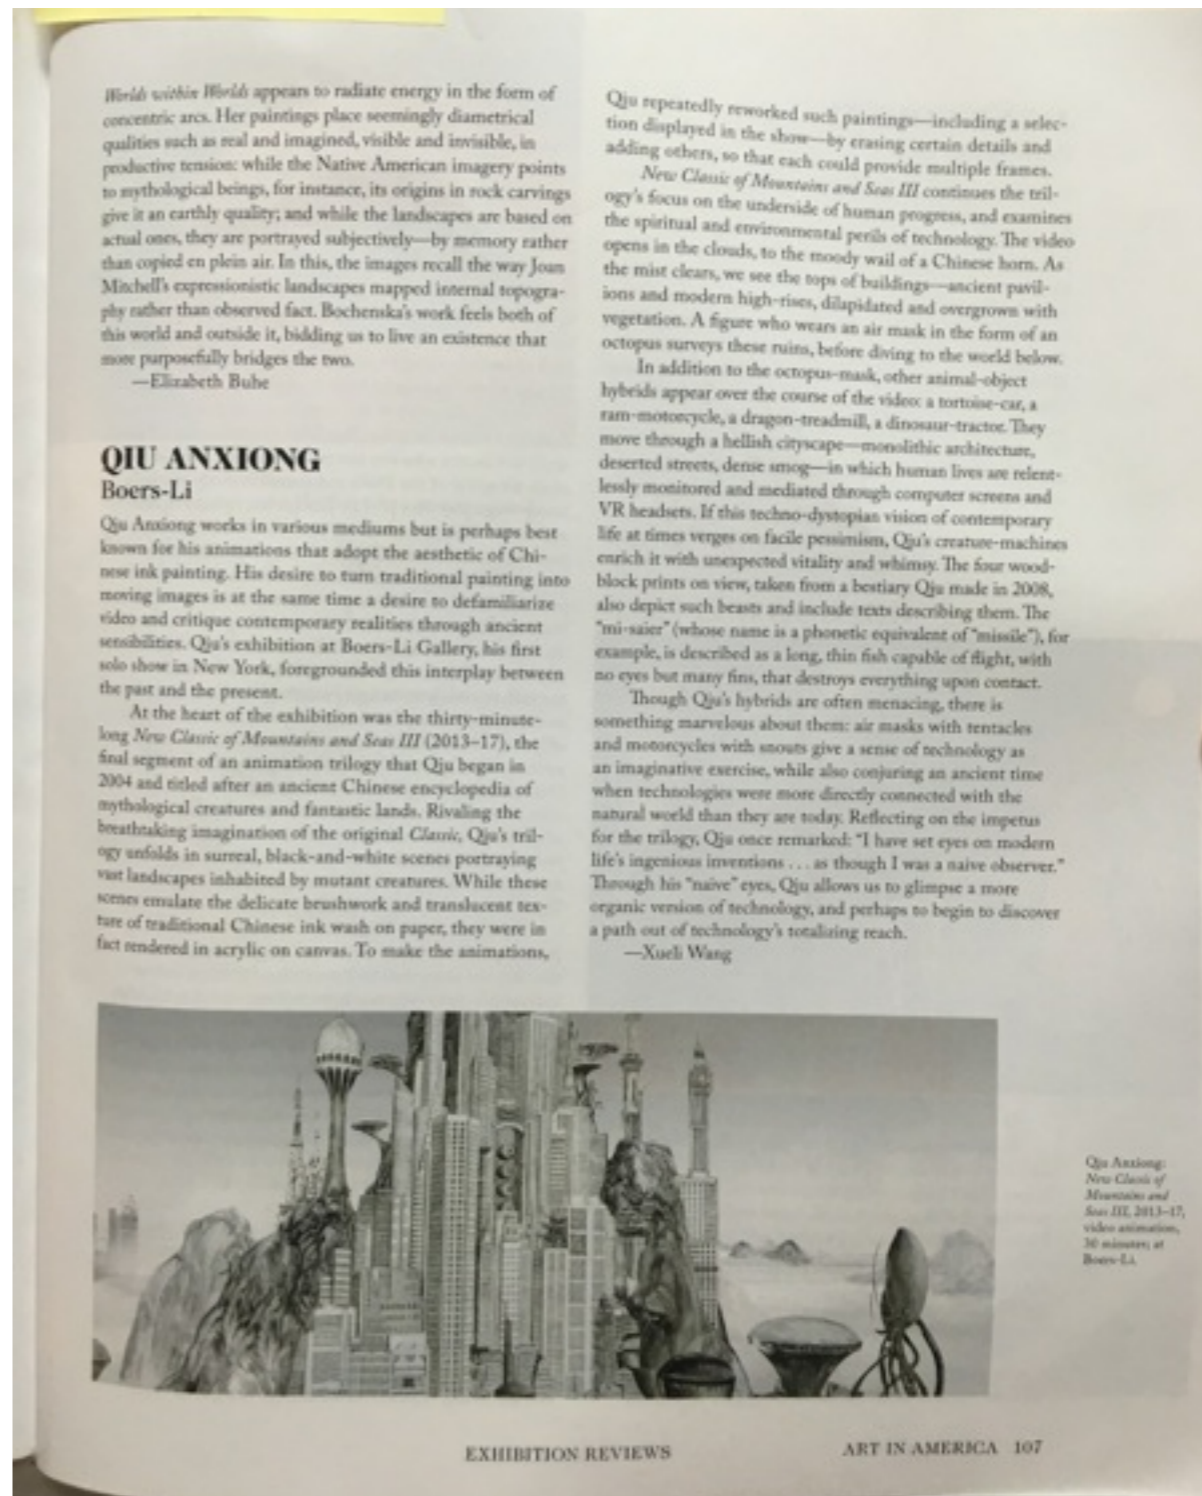 Worlds within Worlds appears to radiate energy in the form of
concentric arcs. Her paintings place seemingly diametrical
qualities such as real and imagined, visible and invisible, in
productive tension: while the Native American imagery points
to mythological beings, for instance, its origins in rock carvings
give it an earthly quality; and while the landscapes are based on
actual ones, they are portrayed subjectively—by memory rather
than copied en plein air. In this, the images recall the way Joan
Mitchell's expressionistic landscapes mapped internal topogra-
phy rather than observed fact. Bochenska's work feels both of
this world and outside it, bidding us to live an existence that
more purposefully bridges the two.
—Elizabeth Buhe
QIU ANXIONG
Boers-Li
Qiu Anxiong works in various mediums but is perhaps best
known for his animations that adopt the aesthetic of Chi-
nese ink painting. His desire to turn traditional painting into
moving images is at the same time a desire to defamiliarize
video and critique contemporary realities through ancient
sensibilities. Qiu's exhibition at Boers-Li Gallery, his first
solo show in New York, foregrounded this interplay between
the past and the present.
At the heart of the exhibition was the thirty-minute-
long New Classic of Mountains and Seas III (2013–17), the
final segment of an animation trilogy that Qiu began in
2004 and titled after an ancient Chinese encyclopedia of
mythological creatures and fantastic lands. Rivaling the
breathtaking imagination of the original Classic, Qiu's tril-
ogy unfolds in surreal, black-and-white scenes portraying
vast landscapes inhabited by mutant creatures. While these
scenes emulate the delicate brushwork and translucent tex-
ture of traditional Chinese ink wash on paper, they were in
fact rendered in acrylic on canvas. To make the animations,
Qiu repeatedly reworked such paintings—including a selec-
tion displayed in the show—by erasing certain details and
adding others, so that each could provide multiple frames.
New Classic of Mountains and Seas III continues the tril-
ogy's focus on the underside of human progress, and examines
the spiritual and environmental perils of technology. The video
opens in the clouds, to the moody wail of a Chinese horn. As
the mist clears, we see the tops of buildings—ancient pavil-
ions and modern high-rises, dilapidated and overgrown with
vegetation. A figure who wears an air mask in the form of an
octopus surveys these ruins, before diving to the world below.
In addition to the octopus-mask, other animal-object
hybrids appear over the course of the video: a tortoise-car, a
ram-motorcycle, a dragon-treadmill, a dinosaur-tractor. They
move through a hellish cityscape—monolithic architecture,
deserted streets, dense smog—in which human lives are relent-
lessly monitored and mediated through computer screens and
VR headsets. If this techno-dystopian vision of contemporary
life at times verges on facile pessimism, Qiu's creature-machines
enrich it with unexpected vitality and whimsy. The four wood-
block prints on view, taken from a bestiary Qiu made in 2008,
also depict such beasts and include texts describing them. The
"mi-saier" (whose name is a phonetic equivalent of "missile"), for
example, is described as a long, thin fish capable of flight, with
no eyes but many fins, that destroys everything upon contact.
Though Qiu's hybrids are often menacing, there is
something marvelous about them: air masks with tentacles
and motorcycles with snouts give a sense of technology as
an imaginative exercise, while also conjuring an ancient time
when technologies were more directly connected with the
natural world than they are today. Reflecting on the impetus
for the trilogy, Qiu once remarked: "I have set eyes on modern
life's ingenious inventions . . . as though I was a naive observer."
Through his "naive" eyes, Qiu allows us to glimpse a more
organic version of technology, and perhaps to begin to discover
a path out of technology's totalizing reach.
—Xueli Wang
Qiu Anxiong:
New Classic of
Mountains and
Seas III, 2013–17,
video animation,
30 minutes; at
Boers-Li.
EXHIBITION REVIEWS
ART IN AMERICA 107